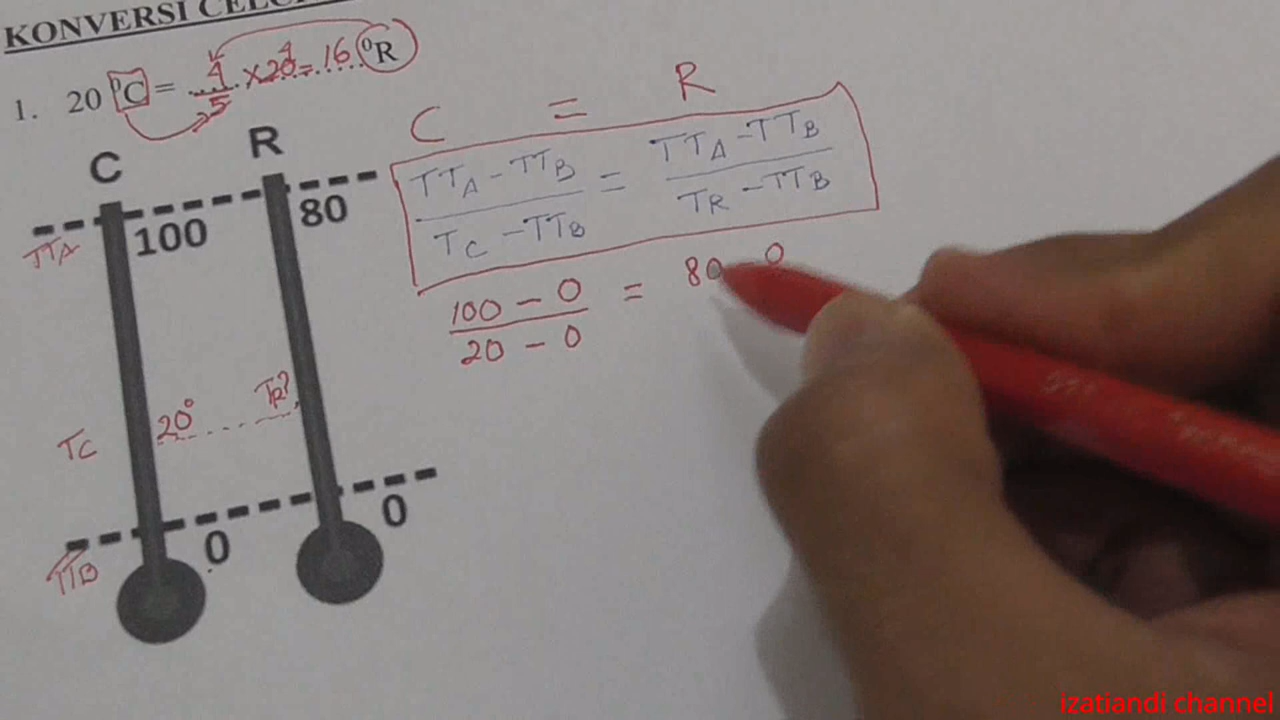 KONVERSI
1. 20 °C = 4/5 × 20 = 16 °R
C R
100 80
TTA
C = R
TTA - TTB / TC - TTB = TTA - TTB / TR - TTB
100 - 0 / 20 - 0 = 80 0
TC 20° TR?
TTB 0 0
izatiandi channel